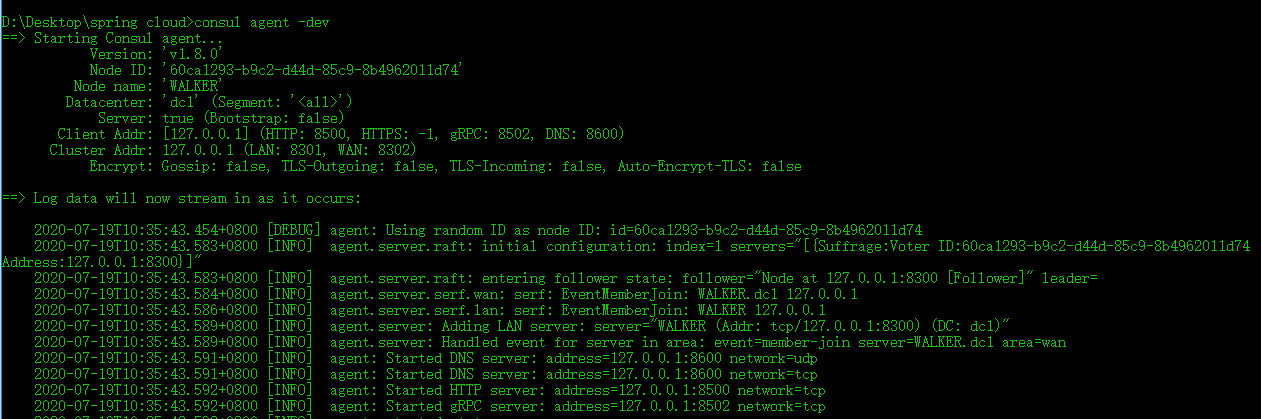 D:\Desktop\spring cloud>consul agent -dev
==> Starting Consul agent...
Version: 'v1.8.0'
Node ID: '60ca1293-b9c2-d44d-85c9-8b4962011d74'
Node name: 'WALKER'
Datacenter: 'dc1' (Segment: '<all>')
Server: true (Bootstrap: false)
Client Addr: [127.0.0.1] (HTTP: 8500, HTTPS: -1, gRPC: 8502, DNS: 8600)
Cluster Addr: 127.0.0.1 (LAN: 8301, WAN: 8302)
Encrypt: Gossip: false, TLS-Outgoing: false, TLS-Incoming: false, Auto-Encrypt-TLS: false
==> Log data will now stream in as it occurs:
2020-07-19T10:35:43.454+0800 [DEBUG] agent: Using random ID as node ID: id=60ca1293-b9c2-d44d-85c9-8b4962011d74
2020-07-19T10:35:43.583+0800 [INFO]  agent.server.raft: initial configuration: index=1 servers="[{Suffrage:Voter ID:60ca1293-b9c2-d44d-85c9-8b4962011d74
Address:127.0.0.1:8300}]"
2020-07-19T10:35:43.583+0800 [INFO]  agent.server.raft: entering follower state: follower="Node at 127.0.0.1:8300 [Follower]" leader=
2020-07-19T10:35:43.584+0800 [INFO]  agent.server.serf.wan: serf: EventMemberJoin: WALKER.dc1 127.0.0.1
2020-07-19T10:35:43.586+0800 [INFO]  agent.server.serf.lan: serf: EventMemberJoin: WALKER 127.0.0.1
2020-07-19T10:35:43.589+0800 [INFO]  agent.server: Adding LAN server: server="WALKER (Addr: tcp/127.0.0.1:8300) (DC: dc1)"
2020-07-19T10:35:43.589+0800 [INFO]  agent.server: Handled event for server in area: event=member-join server=WALKER.dc1 area=wan
2020-07-19T10:35:43.591+0800 [INFO]  agent: Started DNS server: address=127.0.0.1:8600 network=udp
2020-07-19T10:35:43.591+0800 [INFO]  agent: Started DNS server: address=127.0.0.1:8600 network=tcp
2020-07-19T10:35:43.592+0800 [INFO]  agent: Started HTTP server: address=127.0.0.1:8500 network=tcp
2020-07-19T10:35:43.592+0800 [INFO]  agent: Started gRPC server: address=127.0.0.1:8502 network=tcp